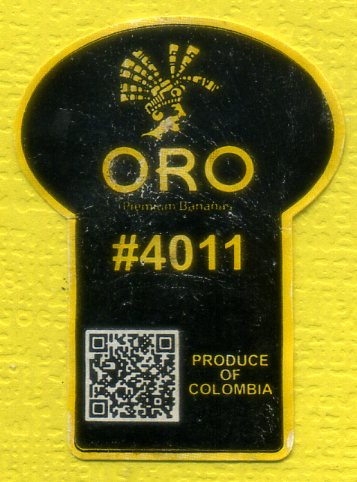 ORO
Premium Bananas
#4011
PRODUCE
OF
COLOMBIA